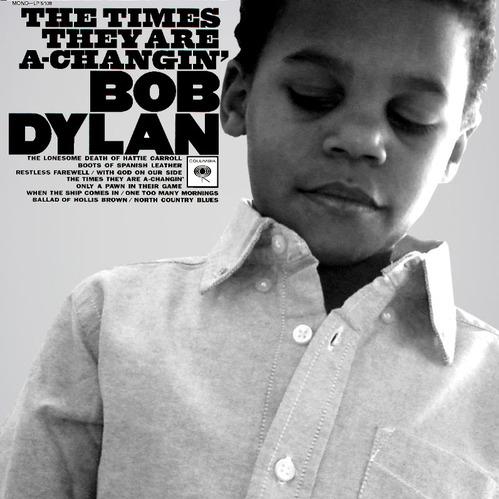 MONO—LP S108
THE TIMES
THEY ARE
A-CHANGIN'
BOB
DYLAN
THE LONESOME DEATH OF HATTIE CARROLL
BOOTS OF SPANISH LEATHER
RESTLESS FAREWELL / WITH GOD ON OUR SIDE
THE TIMES THEY ARE A-CHANGIN'
ONLY A PAWN IN THEIR GAME
WHEN THE SHIP COMES IN / ONE TOO MANY MORNINGS
BALLAD OF HOLLIS BROWN / NORTH COUNTRY BLUES
COLUMBIA